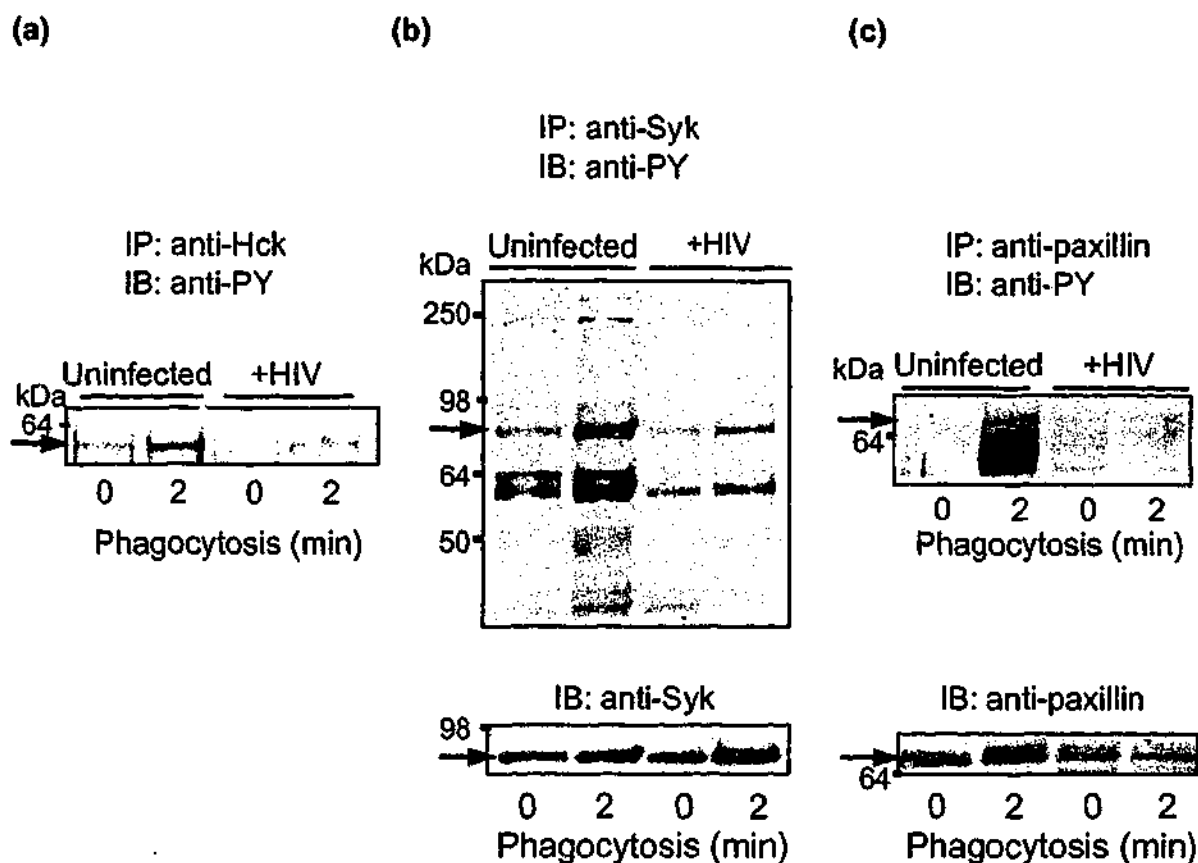 (a)
IP: anti-Hck
IB: anti-PY
Uninfected +HIV
kDa
64
0 2 0 2
Phagocytosis (min)
(b)
IP: anti-Syk
IB: anti-PY
Uninfected +HIV
kDa
250
98
64
50
IB: anti-Syk
98
0 2 0 2
Phagocytosis (min)
(c)
IP: anti-paxillin
IB: anti-PY
Uninfected +HIV
kDa
64
0 2 0 2
Phagocytosis (min)
IB: anti-paxillin
64
0 2 0 2
Phagocytosis (min)